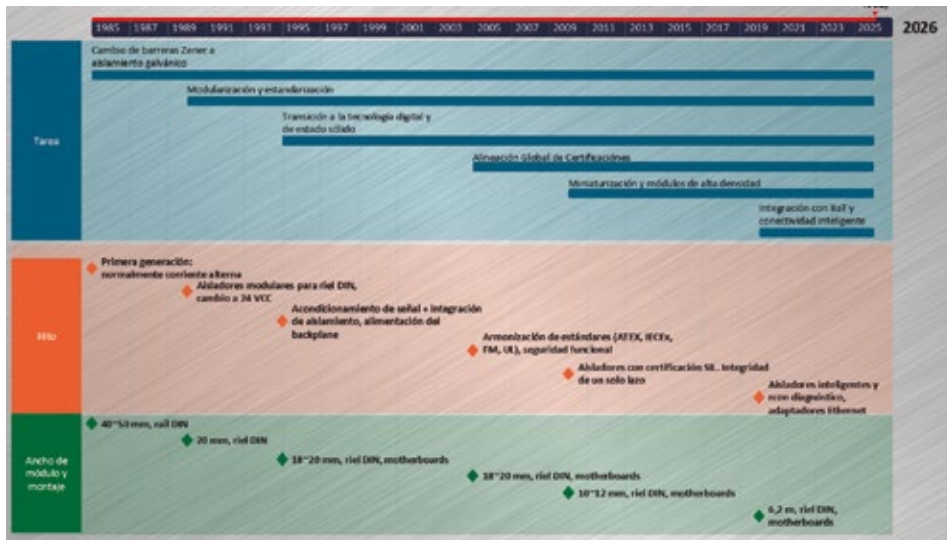 1985 1987 1989 1991 1993 1995 1997 1999 2001 2003 2005 2007 2009 2011 2013 2015 2017 2019 2021 2023 2025 2026
Tarea
Cambio de barreras Zener a
aislamiento galvánico
Modularización y estandarización
Transición a la tecnología digital y
de estado sólido
Alineación Global de Certificaciónes
Miniaturización y módulos de alta densidad
Integración con IIoT y
conectividad inteligente
Hito
Primera generación:
normalmente corriente alterna
Aisladores modulares para riel DIN,
cambio a 24 VCC
Acondicionamiento de señal + integración
de aislamiento, alimentación del
backplane
Armonización de estándares (ATEX, IECEx,
FM, UL), seguridad funcional
Aisladores con certificación SIL. Integridad
de un solo lazo
Aisladores inteligentes y
ncon diagnóstico,
adaptadores Ethernet
Ancho de
módulo y
montaje
40~50 mm, rail DIN
20 mm, riel DIN
18~20 mm, riel DIN, motherboards
18~20 mm, riel DIN, motherboards
10~12 mm, riel DIN, motherboards
6,2 m, riel DIN,
motherboards